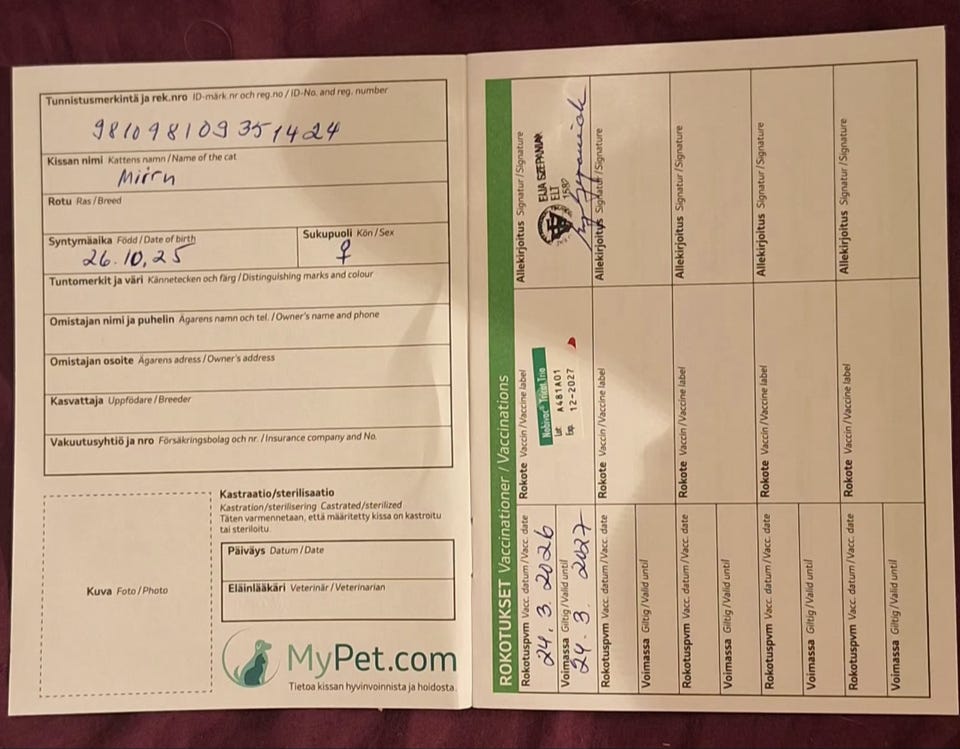 Tunnistusmerkintä ja rek.nro ID-märk.nr och reg.no / ID-No. and reg. number
981098109351424
Kissan nimi Kattens namn / Name of the cat
Rotu Ras / Breed
Syntymäaika Född / Date of birth
26.10.25
Sukupuoli Kön / Sex
♀
Tuntomerkit ja väri Kännetecken och färg / Distinguishing marks and colour
Omistajan nimi ja puhelin Ägarens namn och tel. / Owner's name and phone
Omistajan osoite Ägarens adress / Owner's address
Kasvattaja Uppfödare / Breeder
Vakuutusyhtiö ja nro Försäkringsbolag och nr. / Insurance company and No.
Kuva Foto / Photo
Kastraatio/sterilisaatio
Kastration/sterilisering Castrated/sterilized
Täten varmennetaan, että määritetty kissa on kastroitu
tai steriloitu
Päiväys Datum / Date
Eläinlääkäri Veterinär / Veterinarian
MyPet.com
Tietoa kissan hyvinvoinnista ja hoidosta.
ROKOTUKSET Vaccinationer / Vaccinations
Rokotuspvm Vacc. datum / Vacc. date
24.3.2026
Voimassa Giltig / Valid until
24.3.2027
Rokote Vaccin / Vaccine label
Nobivac® Tricat Trio
Lot A481A01
Exp. 12-2027
Allekirjoitus Signatur / Signature
EIJA SZEPANIAK
ELT
1582
Rokotuspvm Vacc. datum / Vacc. date
Voimassa Giltig / Valid until
Rokote Vaccin / Vaccine label
Allekirjoitus Signatur / Signature
Rokotuspvm Vacc. datum / Vacc. date
Voimassa Giltig / Valid until
Rokote Vaccin / Vaccine label
Allekirjoitus Signatur / Signature
Rokotuspvm Vacc. datum / Vacc. date
Voimassa Giltig / Valid until
Rokote Vaccin / Vaccine label
Allekirjoitus Signatur / Signature
Rokotuspvm Vacc. datum / Vacc. date
Voimassa Giltig / Valid until
Rokote Vaccin / Vaccine label
Allekirjoitus Signatur / Signature